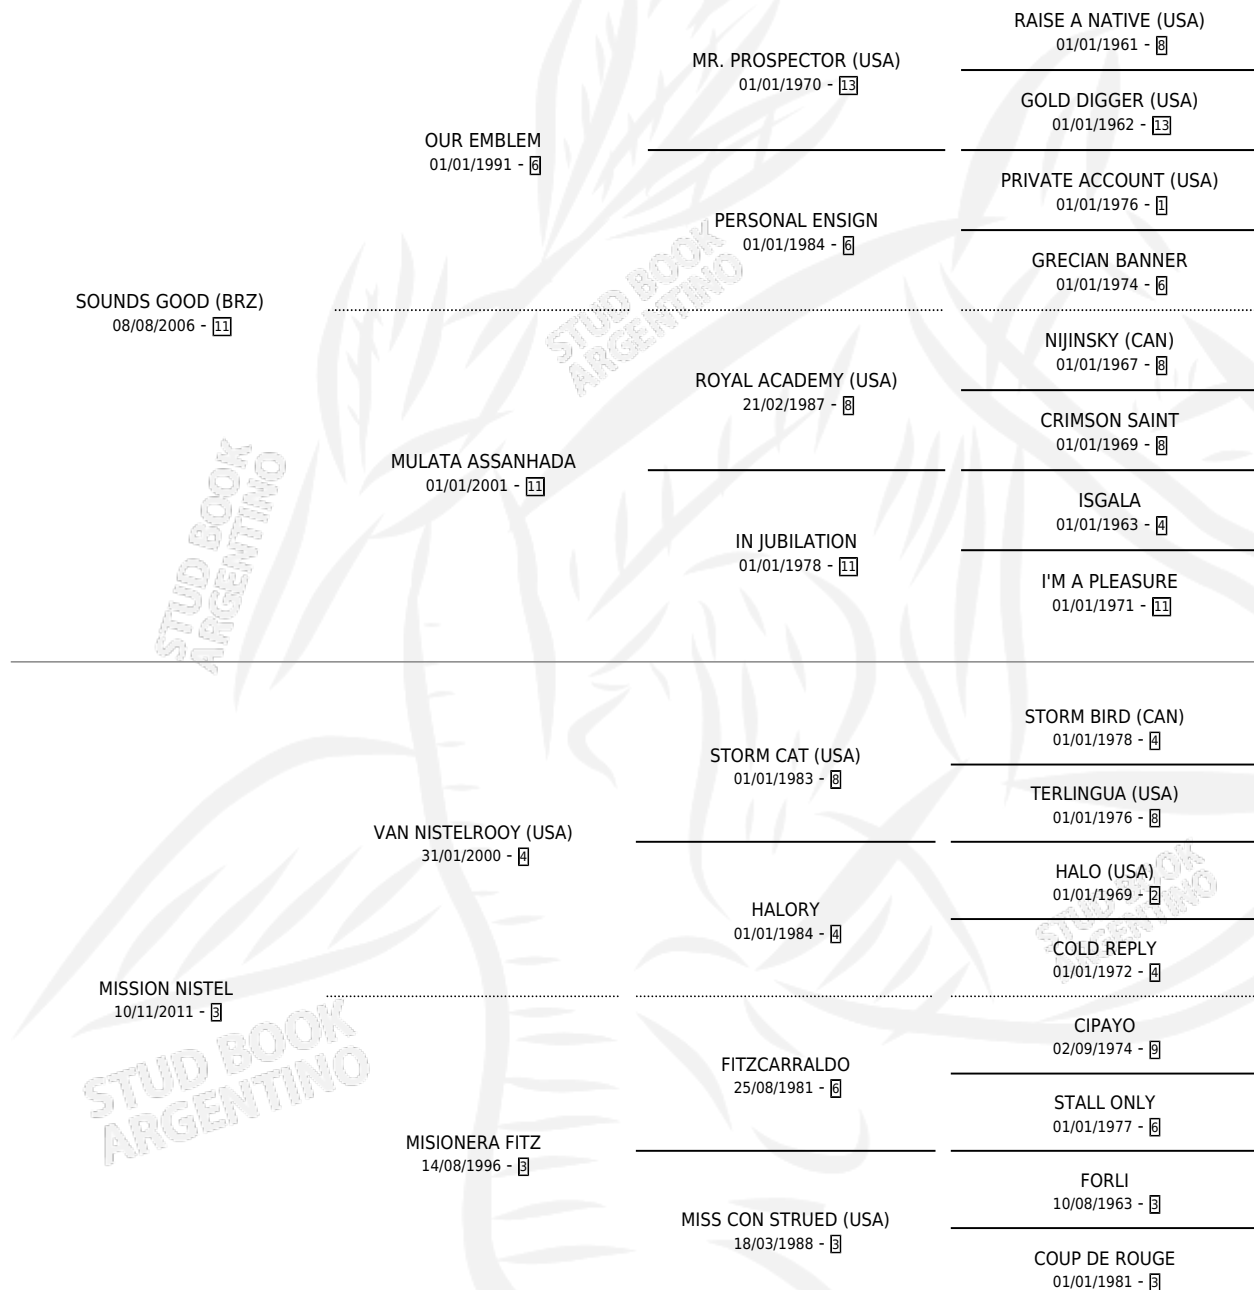 RAISE A NATIVE (USA)
01/01/1961 - 8
MR. PROSPECTOR (USA)
01/01/1970 - 13
GOLD DIGGER (USA)
01/01/1962 - 13
OUR EMBLEM
01/01/1991 - 6
PRIVATE ACCOUNT (USA)
01/01/1976 - 1
PERSONAL ENSIGN
01/01/1984 - 6
GRECIAN BANNER
01/01/1974 - 6
STUD BOOK
ARGENTINO
SOUNDS GOOD (BRZ)
08/08/2006 - 11
NIJINSKY (CAN)
01/01/1967 - 8
ROYAL ACADEMY (USA)
21/02/1987 - 8
CRIMSON SAINT
01/01/1969 - 8
MULATA ASSANHADA
01/01/2001 - 11
ISGALA
01/01/1963 - 4
IN JUBILATION
01/01/1978 - 11
I'M A PLEASURE
01/01/1971 - 11
STUD BOOK
ARGENTINO
STORM BIRD (CAN)
01/01/1978 - 4
STORM CAT (USA)
01/01/1983 - 8
TERLINGUA (USA)
01/01/1976 - 8
VAN NISTELROOY (USA)
31/01/2000 - 4
HALO (USA)
01/01/1969 - 2
HALORY
01/01/1984 - 4
COLD REPLY
01/01/1972 - 4
STUD BOOK
ARGENTINO
MISSION NISTEL
10/11/2011 - 3
CIPAYO
02/09/1974 - 9
FITZCARRALDO
25/08/1981 - 6
STALL ONLY
01/01/1977 - 6
STUD BOOK
ARGENTINO
MISIONERA FITZ
14/08/1996 - 3
FORLI
10/08/1963 - 3
MISS CON STRUED (USA)
18/03/1988 - 3
COUP DE ROUGE
01/01/1981 - 3